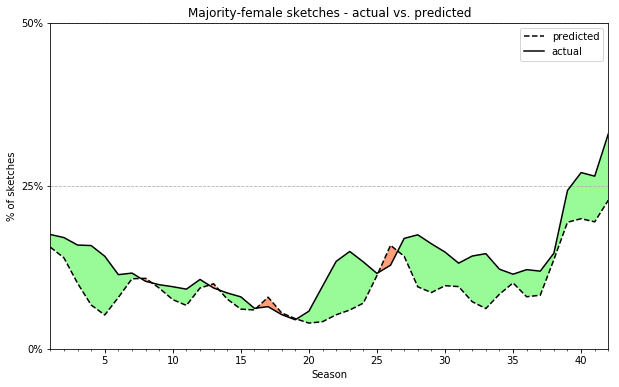 Majority-female sketches - actual vs. predicted
50%
predicted
actual
% of sketches
25%
0%
5 10 15 20 25 30 35 40
Season